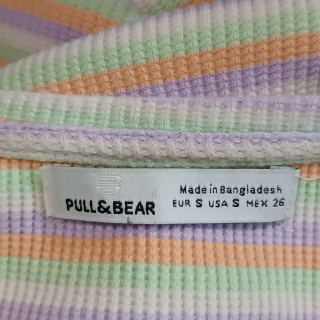 PULL&BEAR
Made in Bangladesh
EUR S USA S MEX 26